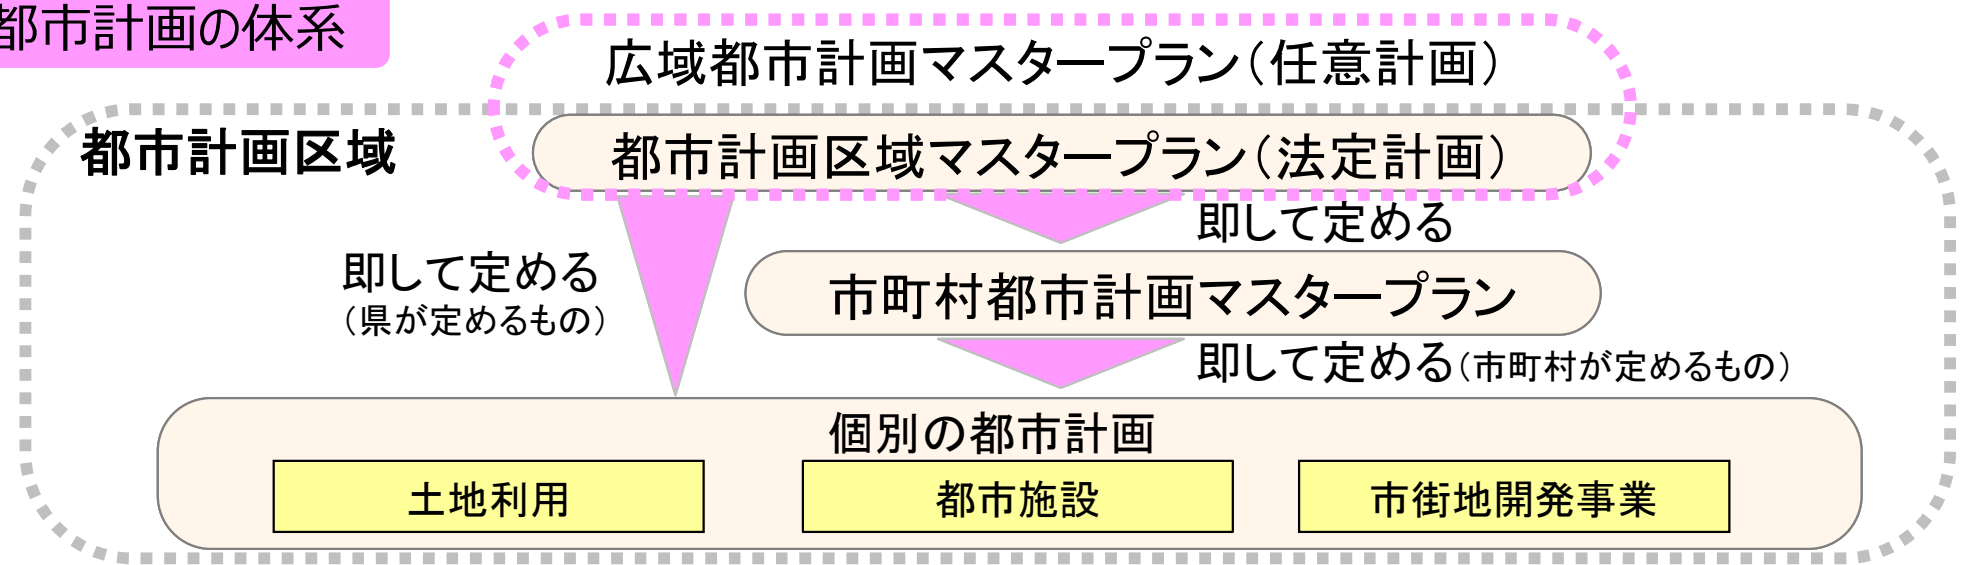 都市計画の体系
広域都市計画マスタープラン（任意計画）
都市計画区域
都市計画区域マスタープラン（法定計画）
即して定める
即して定める
（県が定めるもの）
市町村都市計画マスタープラン
即して定める（市町村が定めるもの）
個別の都市計画
土地利用
都市施設
市街地開発事業